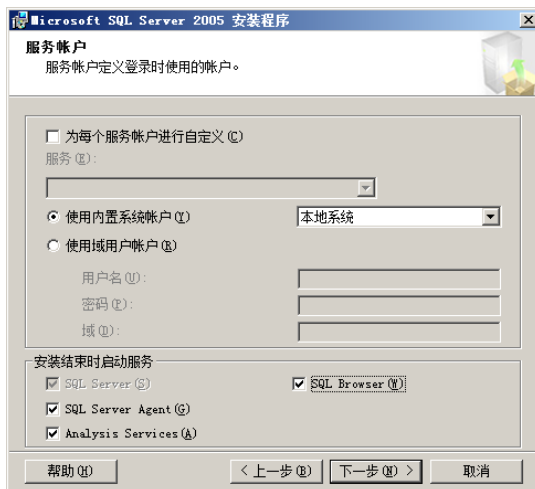 Microsoft SQL Server 2005 安装程序
服务帐户
服务帐户定义登录时使用的帐户。
为每个服务帐户进行自定义(C)
服务(E):
使用内置系统帐户(Y)
本地系统
使用域用户帐户(R)
用户名(U):
密码(P):
域(D):
安装结束时启动服务
SQL Server(S)
SQL Browser(W)
SQL Server Agent(G)
Analysis Services(A)
帮助(H)
< 上一步(B)
下一步(N) >
取消